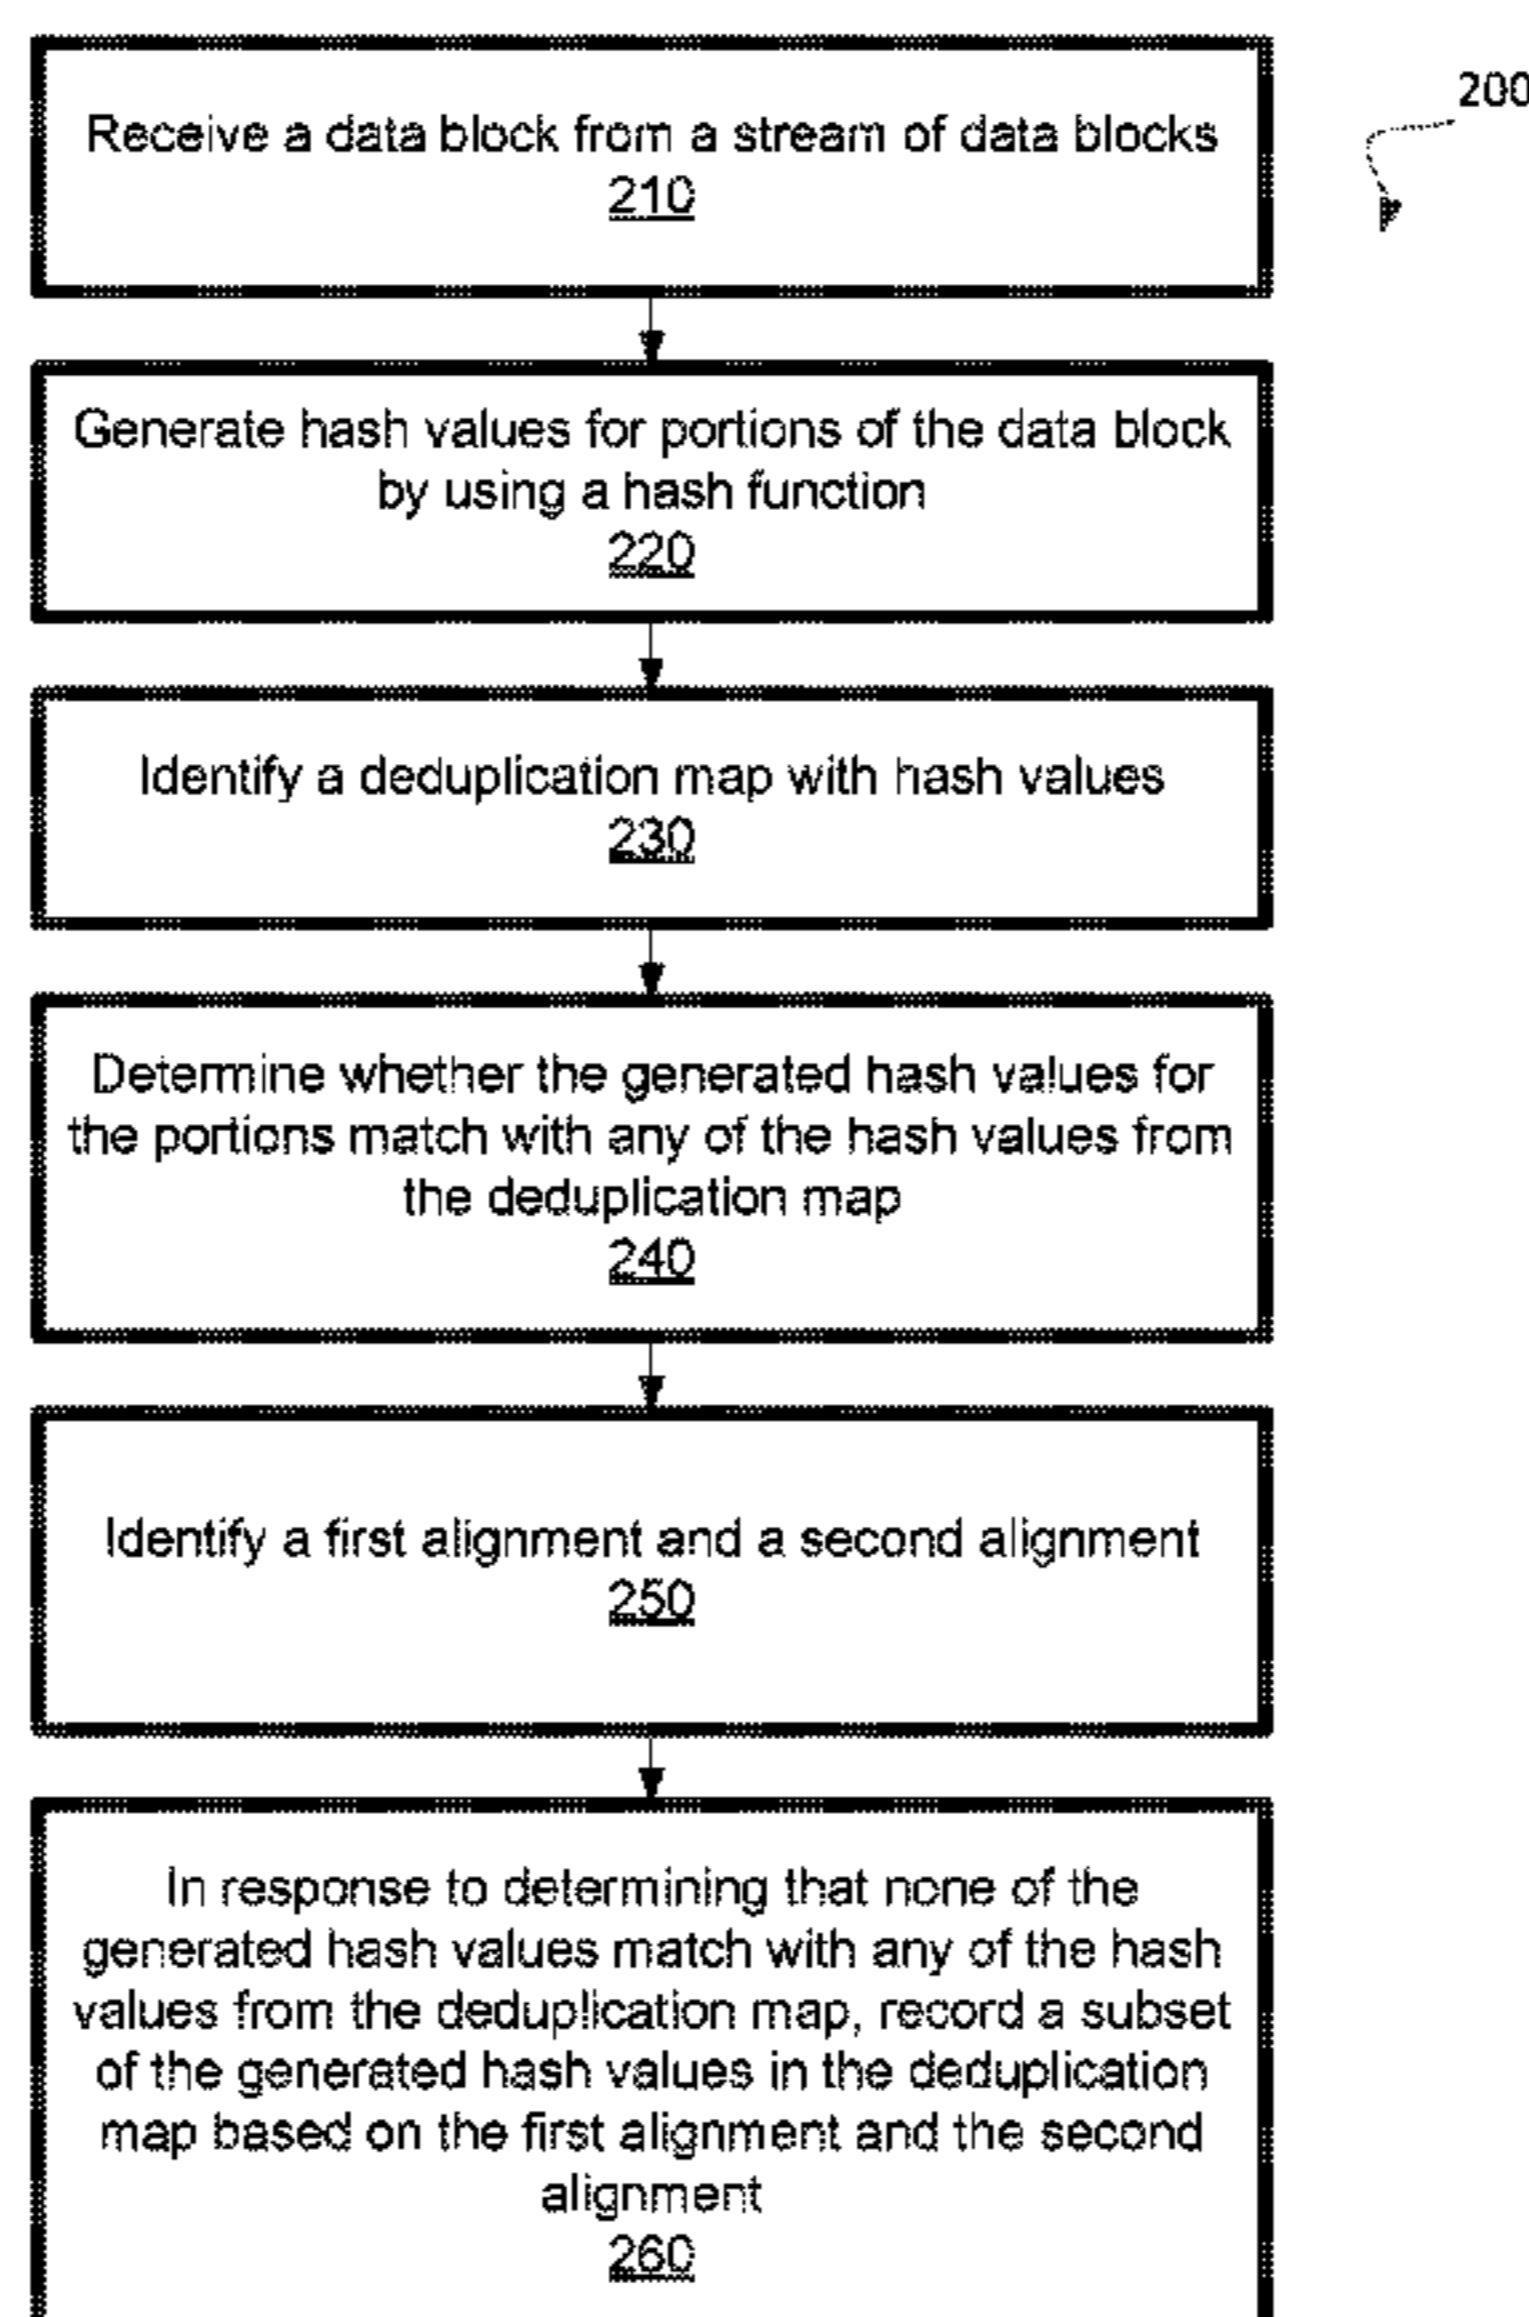 200
Receive a data block from a stream of data blocks
210
Generate hash values for portions of the data block
by using a hash function
220
Identify a deduplication map with hash values
230
Determine whether the generated hash values for
the portions match with any of the hash values from
the deduplication map
240
Identify a first alignment and a second alignment
250
In response to determining that none of the
generated hash values match with any of the hash
values from the deduplication map, record a subset
of the generated hash values in the deduplication
map based on the first alignment and the second
alignment
260